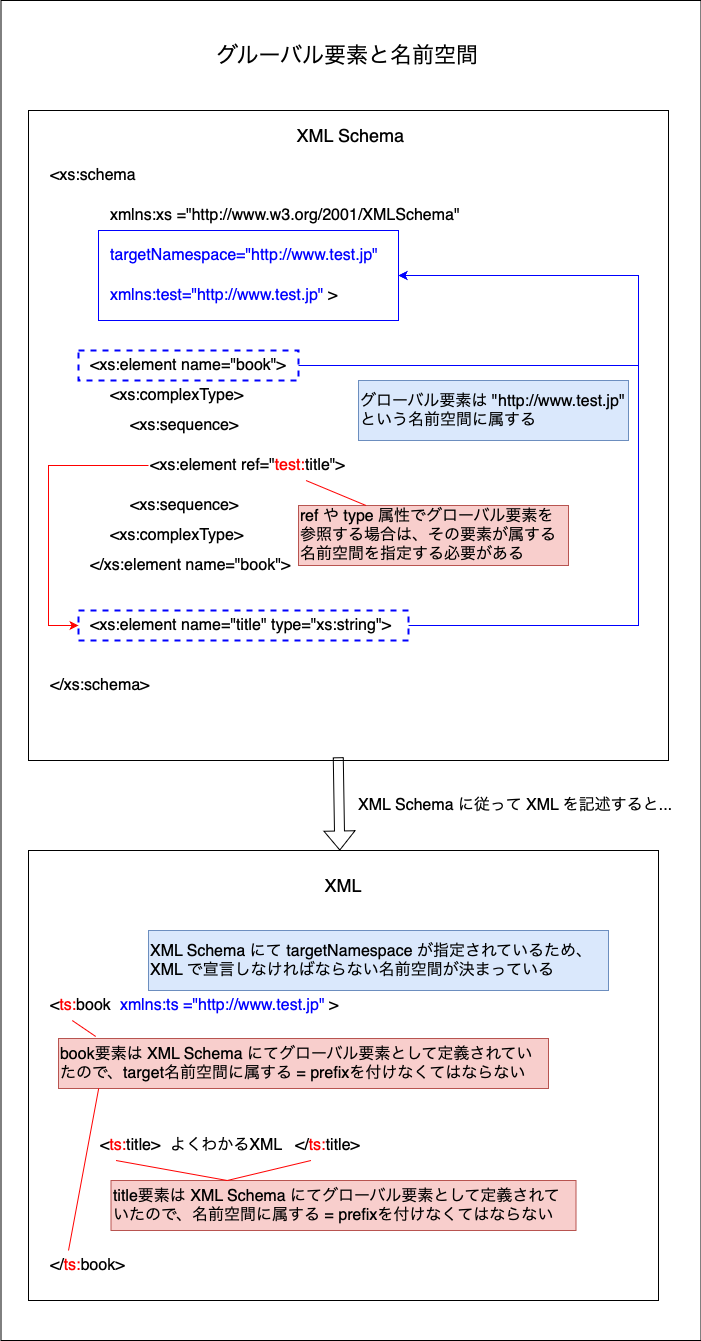 グルーバル要素と名前空間
XML Schema
<xs:schema
xmlns:xs ="http://www.w3.org/2001/XMLSchema"
targetNamespace="http://www.test.jp"
xmlns:test="http://www.test.jp" >
<xs:element name="book">
<xs:complexType>
グローバル要素は "http://www.test.jp"
という名前空間に属する
<xs:sequence>
<xs:element ref="test:title">
<xs:sequence>
ref や type 属性でグローバル要素を
参照する場合は、その要素が属する
名前空間を指定する必要がある
<xs:complexType>
</xs:element name="book">
<xs:element name="title" type="xs:string">
</xs:schema>
XML Schema に従って XML を記述すると...
XML
XML Schema にて targetNamespace が指定されているため、
XML で宣言しなければならない名前空間が決まっている
<ts:book xmlns:ts ="http://www.test.jp" >
book要素は XML Schema にてグローバル要素として定義されてい
たので、target名前空間に属する = prefixを付けなくてはならない
<ts:title> よくわかるXML </ts:title>
title要素は XML Schema にてグローバル要素として定義されて
いたので、名前空間に属する = prefixを付けなくてはならない
</ts:book>